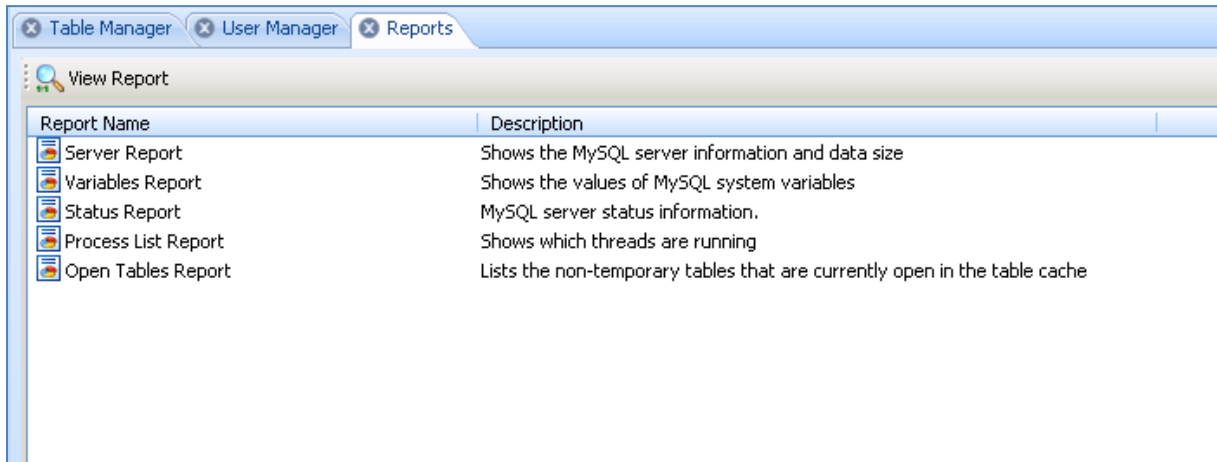 Table Manager User Manager Reports
View Report
Report Name Description
Server Report Shows the MySQL server information and data size
Variables Report Shows the values of MySQL system variables
Status Report MySQL server status information.
Process List Report Shows which threads are running
Open Tables Report Lists the non-temporary tables that are currently open in the table cache